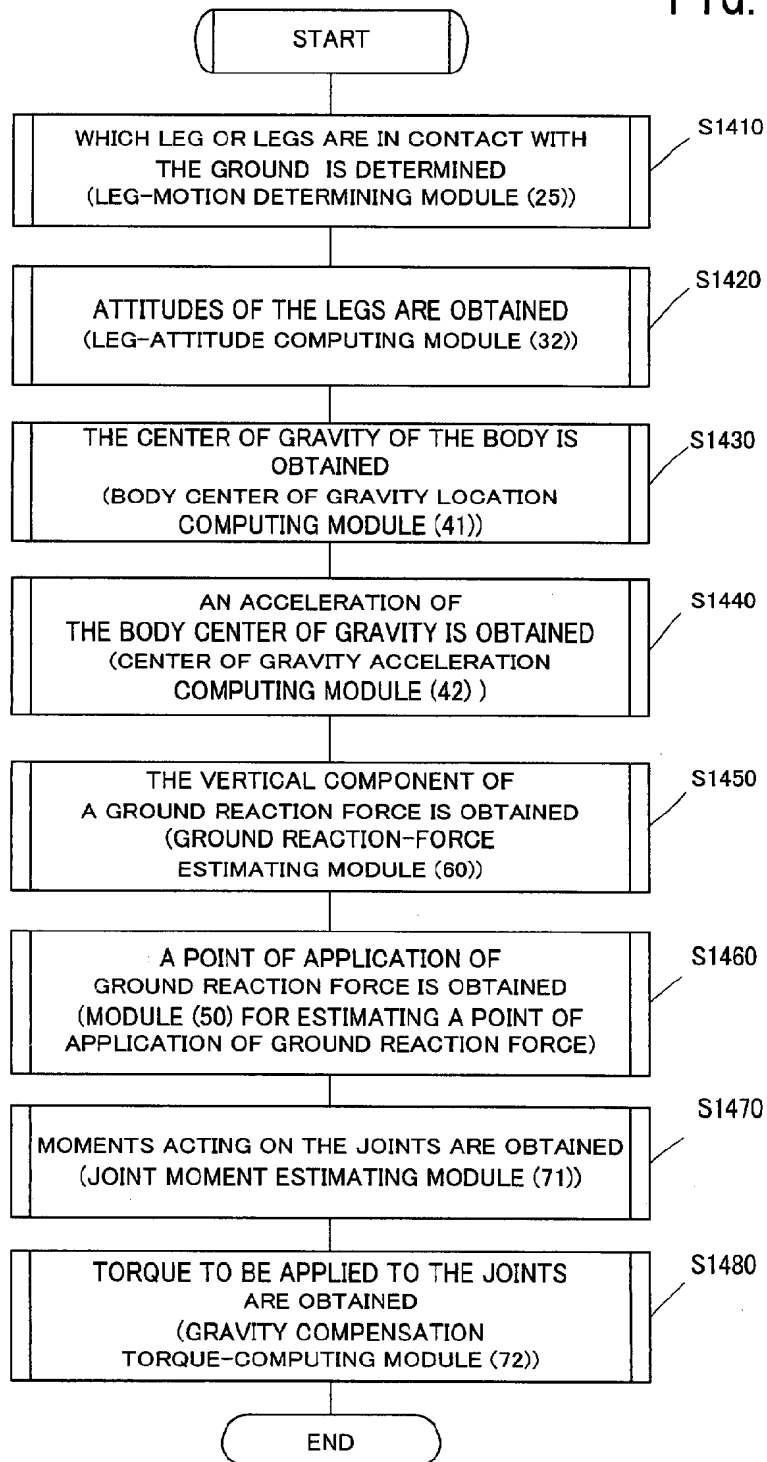 FIG.
START
WHICH LEG OR LEGS ARE IN CONTACT WITH
THE GROUND IS DETERMINED
(LEG-MOTION DETERMINING MODULE (25))
S1410
ATTITUDES OF THE LEGS ARE OBTAINED
(LEG-ATTITUDE COMPUTING MODULE (32))
S1420
THE CENTER OF GRAVITY OF THE BODY IS
OBTAINED
(BODY CENTER OF GRAVITY LOCATION
COMPUTING MODULE (41))
S1430
AN ACCELERATION OF
THE BODY CENTER OF GRAVITY IS OBTAINED
(CENTER OF GRAVITY ACCELERATION
COMPUTING MODULE (42) )
S1440
THE VERTICAL COMPONENT OF
A GROUND REACTION FORCE IS OBTAINED
(GROUND REACTION-FORCE
ESTIMATING MODULE (60))
S1450
A POINT OF APPLICATION OF
GROUND REACTION FORCE IS OBTAINED
(MODULE (50) FOR ESTIMATING A POINT OF
APPLICATION OF GROUND REACTION FORCE)
S1460
MOMENTS ACTING ON THE JOINTS ARE OBTAINED
(JOINT MOMENT ESTIMATING MODULE (71))
S1470
TORQUE TO BE APPLIED TO THE JOINTS
ARE OBTAINED
(GRAVITY COMPENSATION
TORQUE-COMPUTING MODULE (72))
S1480
END